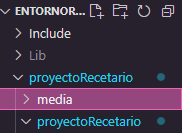 ENTORNOR...
Include
Lib
proyectoRecetario
media
proyectoRecetario